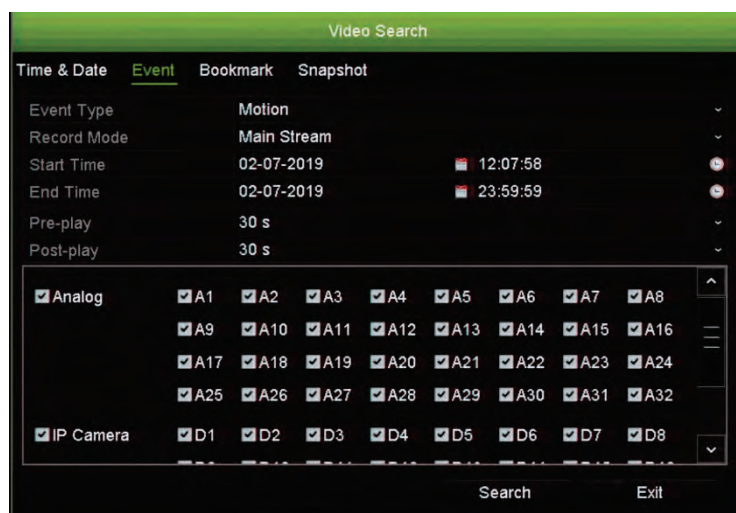 Video Search
Time & Date Event Bookmark Snapshot
Event Type Motion
Record Mode Main Stream
Start Time 02-07-2019 12:07:58
End Time 02-07-2019 23:59:59
Pre-play 30 s
Post-play 30 s
Analog A1 A2 A3 A4 A5 A6 A7 A8
A9 A10 A11 A12 A13 A14 A15 A16
A17 A18 A19 A20 A21 A22 A23 A24
A25 A26 A27 A28 A29 A30 A31 A32
IP Camera D1 D2 D3 D4 D5 D6 D7 D8
Search Exit